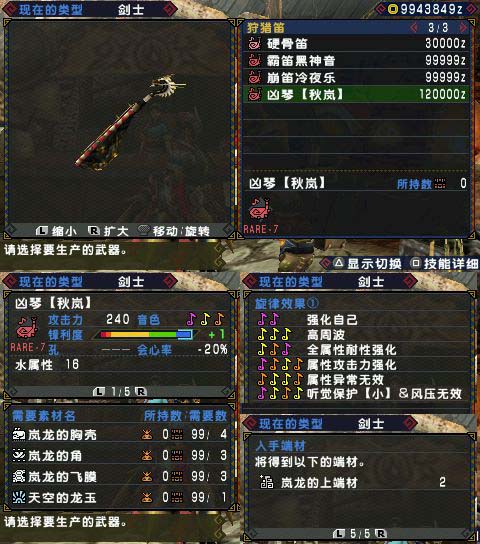 现在的类型 剑士
9943849z
狩猎笛 3/3
硬骨笛 30000z
霸笛黑神音 99999z
崩笛冷夜乐 99999z
凶琴【秋岚】 120000z
凶琴【秋岚】 所持数 0
RARE-7
L 缩小 R 扩大 移动/旋转
请选择要生产的武器。
△显示切换 □技能详细
现在的类型 剑士
凶琴【秋岚】
攻击力 240 音色
锋利度 +1
RARE-7 孔 --- 会心率 -20%
水属性 16
L 1/5 R
需要素材名 所持数/需要数
岚龙的胸壳 0 99/ 4
岚龙的角 0 99/ 3
岚龙的飞膜 0 99/ 3
天空的龙玉 0 99/ 1
请选择要生产的武器。
现在的类型 剑士
旋律效果①
强化自己
高周波
全属性耐性强化
属性攻击力强化
属性异常无效
听觉保护【小】&风压无效
现在的类型 剑士
入手端材
将得到以下的端材。
岚龙的上端材 2
L 5/5 R